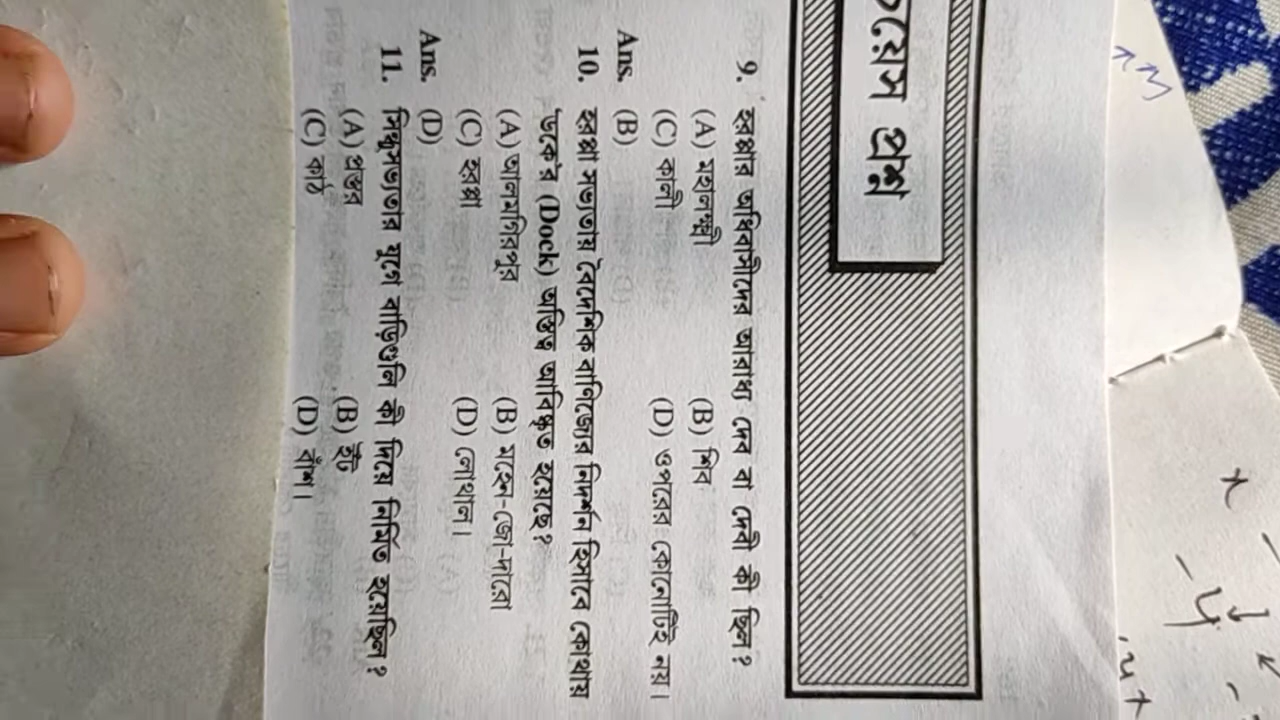 য়েস প্রশ্ন
9. হরপ্পার অধিবাসীদের আরাধ্য দেব বা দেবী কী ছিল?
(A) মহালক্ষ্মী (B) শিব
(C) কালী (D) ওপরের কোনোটিই নয়।
Ans. (B)
10. হরপ্পা সভ্যতায় বৈদেশিক বাণিজ্যের নিদর্শন হিসাবে কোথায়
'ডকে'র (Dock) অস্তিত্ব আবিষ্কৃত হয়েছে?
(A) আলমগিরপুর (B) মহেন-জো-দারো
(C) হরপ্পা (D) লোথাল।
Ans. (D)
11. সিন্ধুসভ্যতার যুগে বাড়িগুলি কী দিয়ে নির্মিত হয়েছিল?
(A) প্রস্তর (B) ইট
(C) কাঠ (D) বাঁশ।